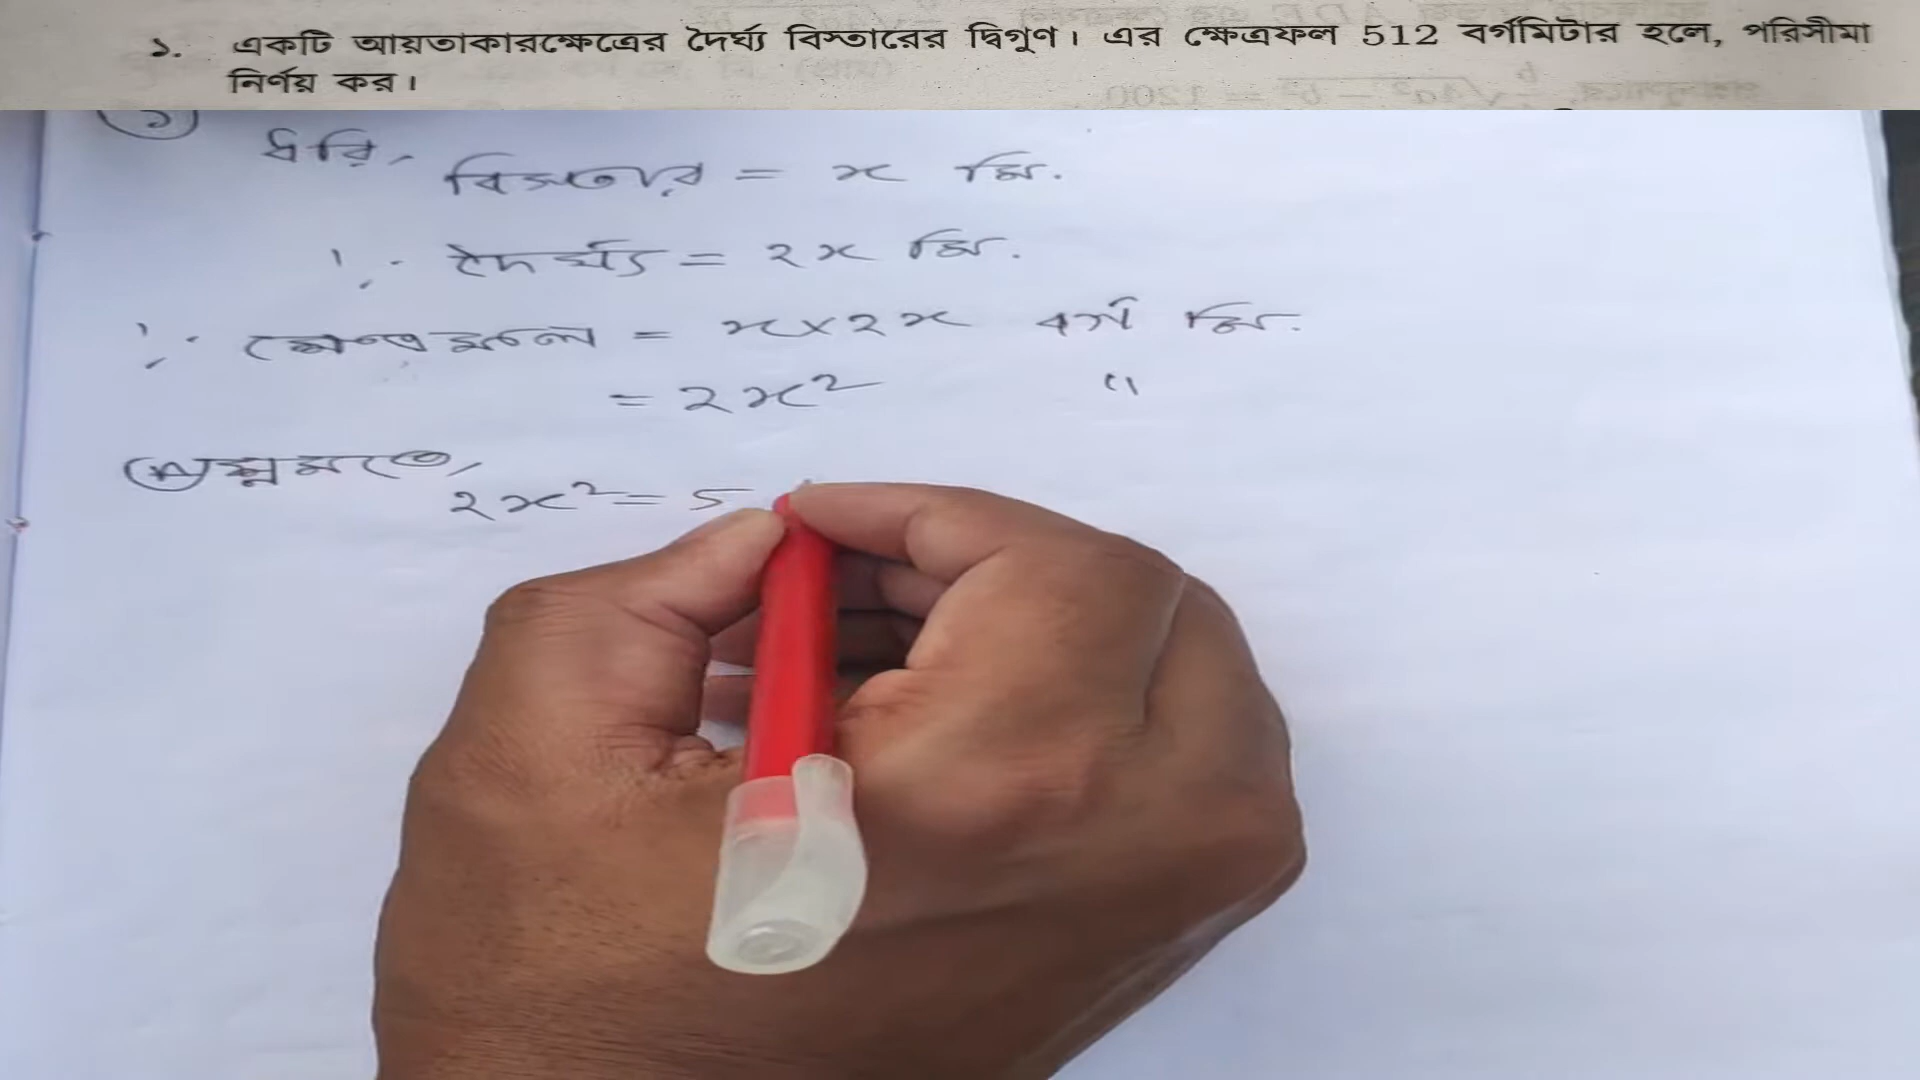 ১. একটি আয়তাকারক্ষেত্রের দৈর্ঘ্য বিস্তারের দ্বিগুণ। এর ক্ষেত্রফল 512 বর্গমিটার হলে, পরিসীমা
নির্ণয় কর।
১
ধরি,
বিস্তার = x মি.
∴ দৈর্ঘ্য = 2x মি.
∴ ক্ষেত্রফল = x×2x বর্গ মি.
= 2x² "
প্রশ্নমতে,
2x² = 5